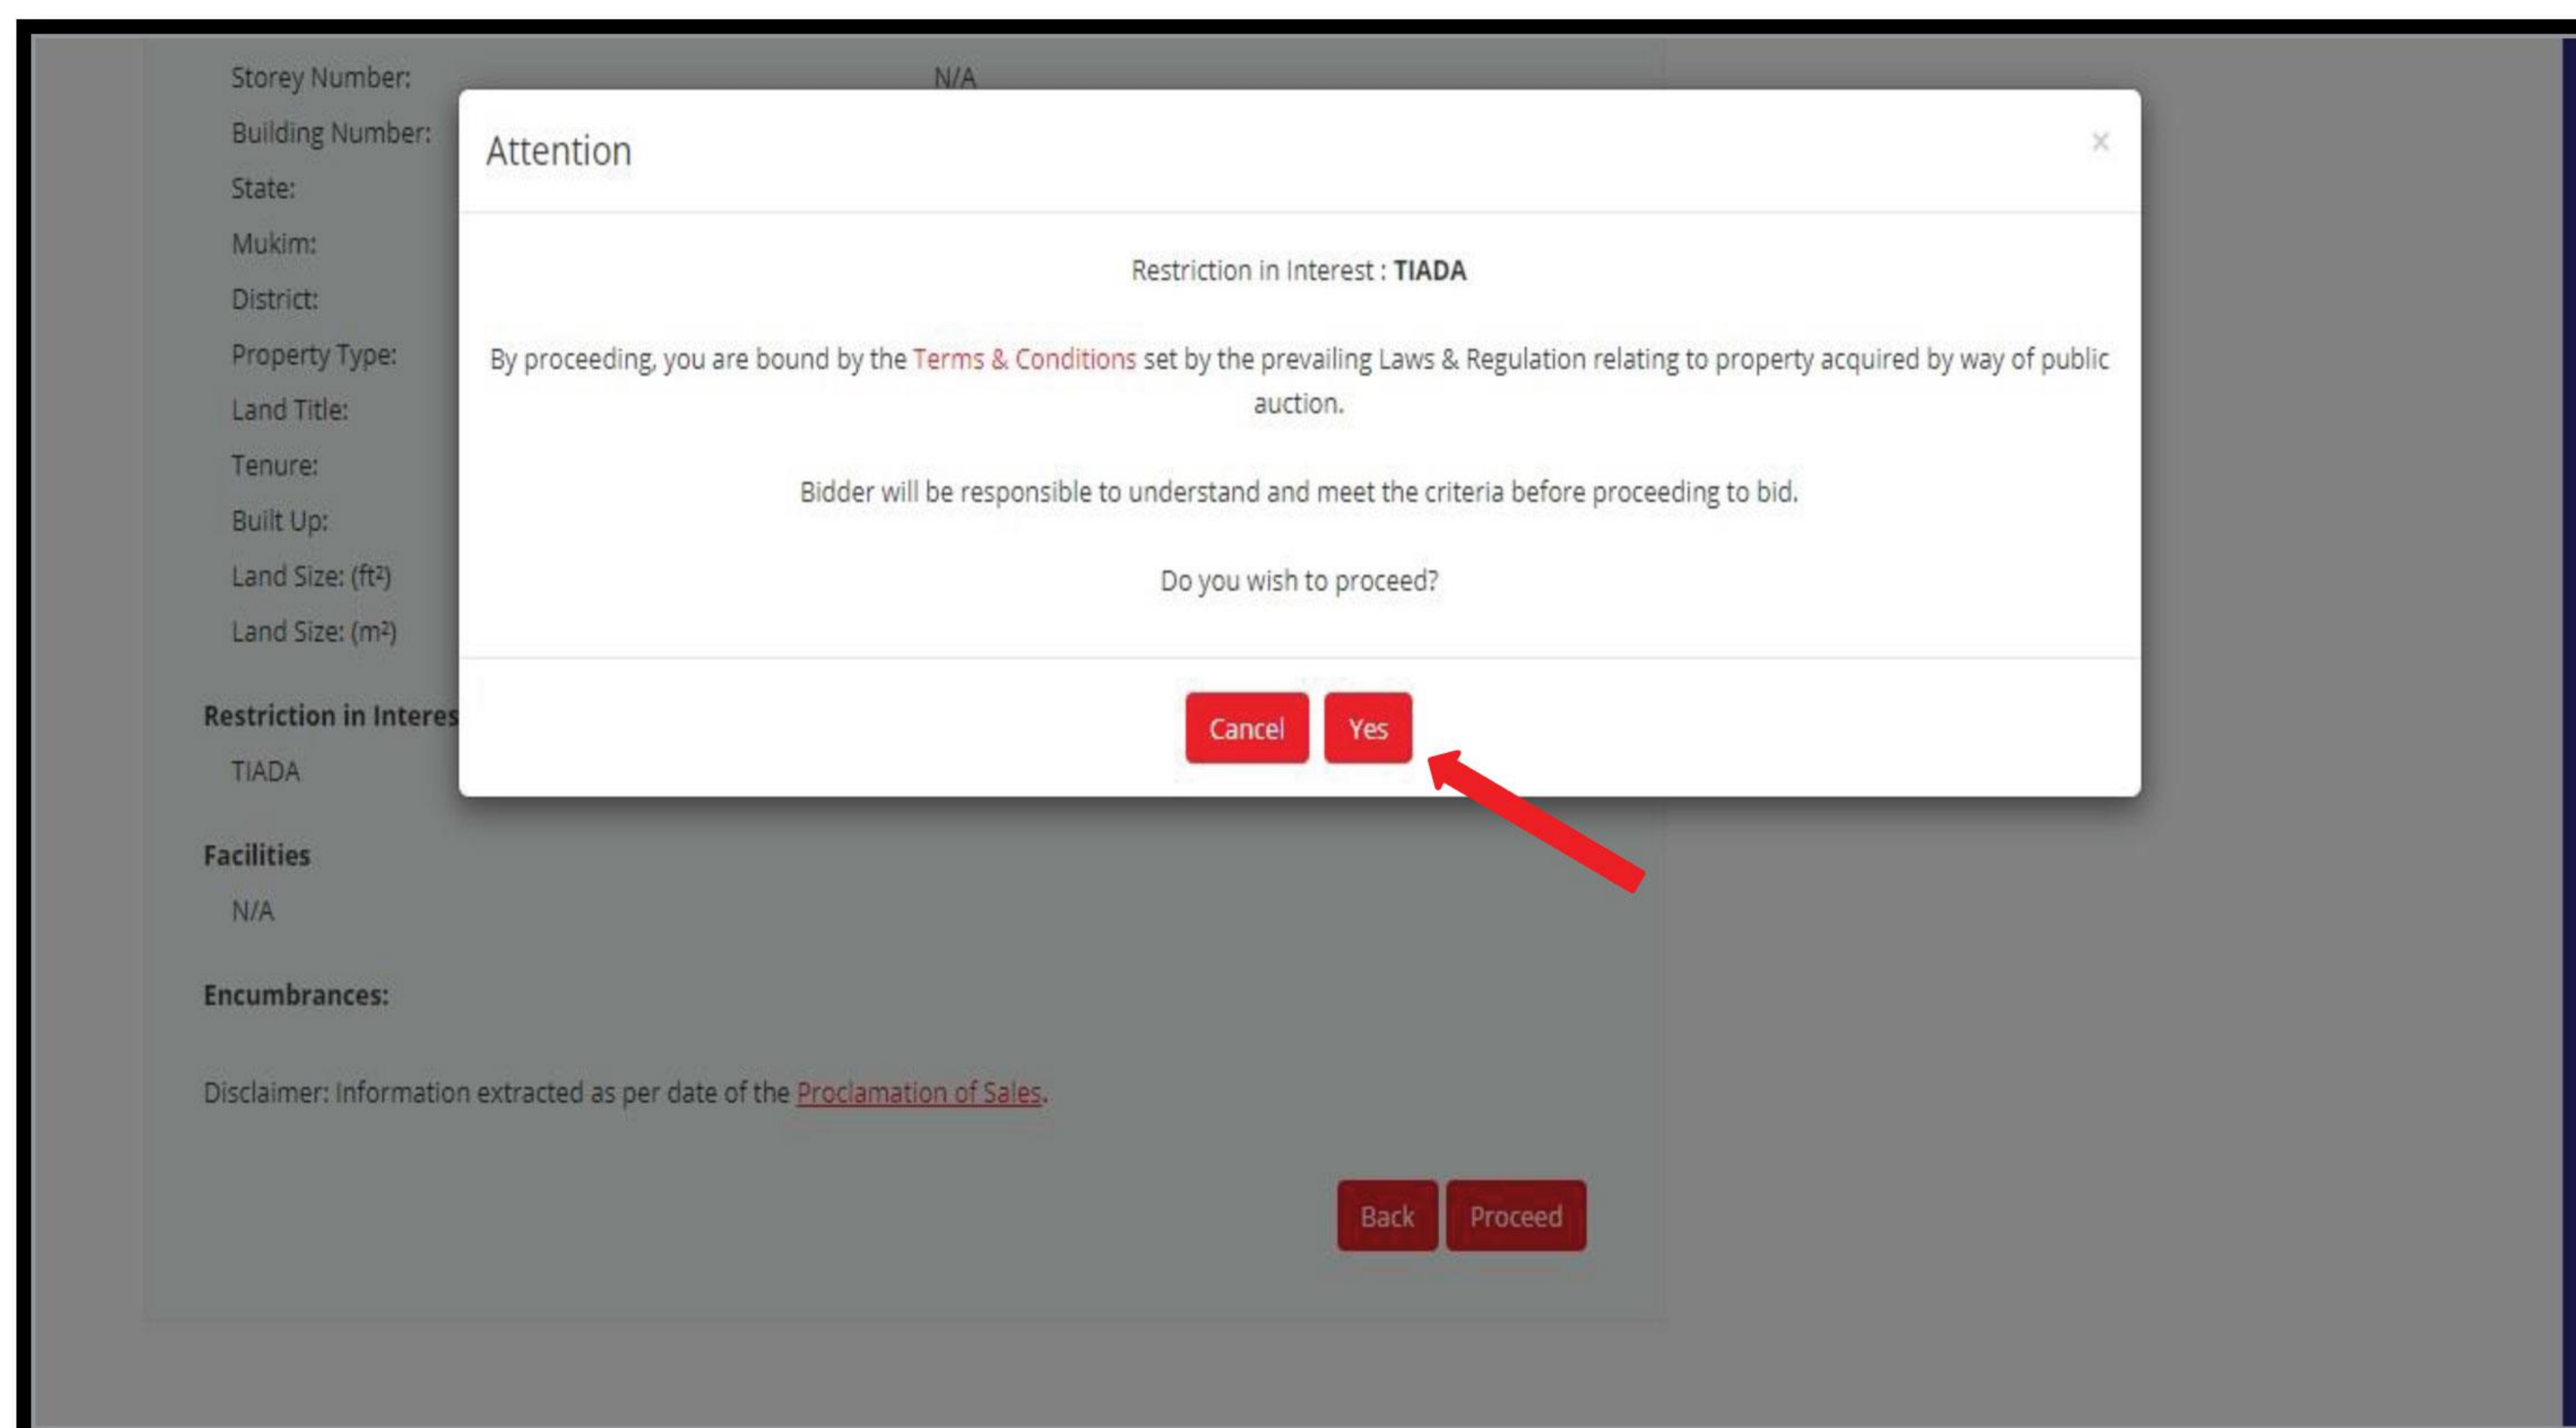 Storey Number: N/A
Building Number:
State:
Mukim:
District:
Property Type:
Land Title:
Tenure:
Built Up:
Land Size: (ft²)
Land Size: (m²)
Restriction in Interes
TIADA
Facilities
N/A
Encumbrances:
Disclaimer: Information extracted as per date of the Proclamation of Sales.
Back Proceed
Attention ×
Restriction in Interest : TIADA
By proceeding, you are bound by the Terms & Conditions set by the prevailing Laws & Regulation relating to property acquired by way of public
auction.
Bidder will be responsible to understand and meet the criteria before proceeding to bid.
Do you wish to proceed?
Cancel Yes